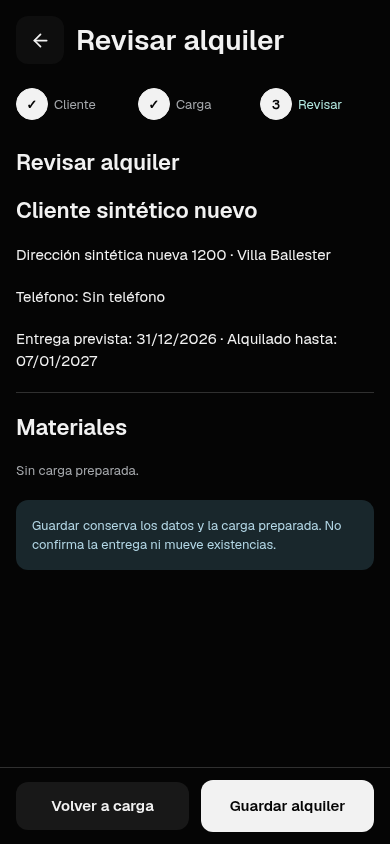 Revisar alquiler
✓ Cliente ✓ Carga 3 Revisar
Revisar alquiler
Cliente sintético nuevo
Dirección sintética nueva 1200 · Villa Ballester
Teléfono: Sin teléfono
Entrega prevista: 31/12/2026 · Alquilado hasta:
07/01/2027
Materiales
Sin carga preparada.
Guardar conserva los datos y la carga preparada. No
confirma la entrega ni mueve existencias.
Volver a carga Guardar alquiler